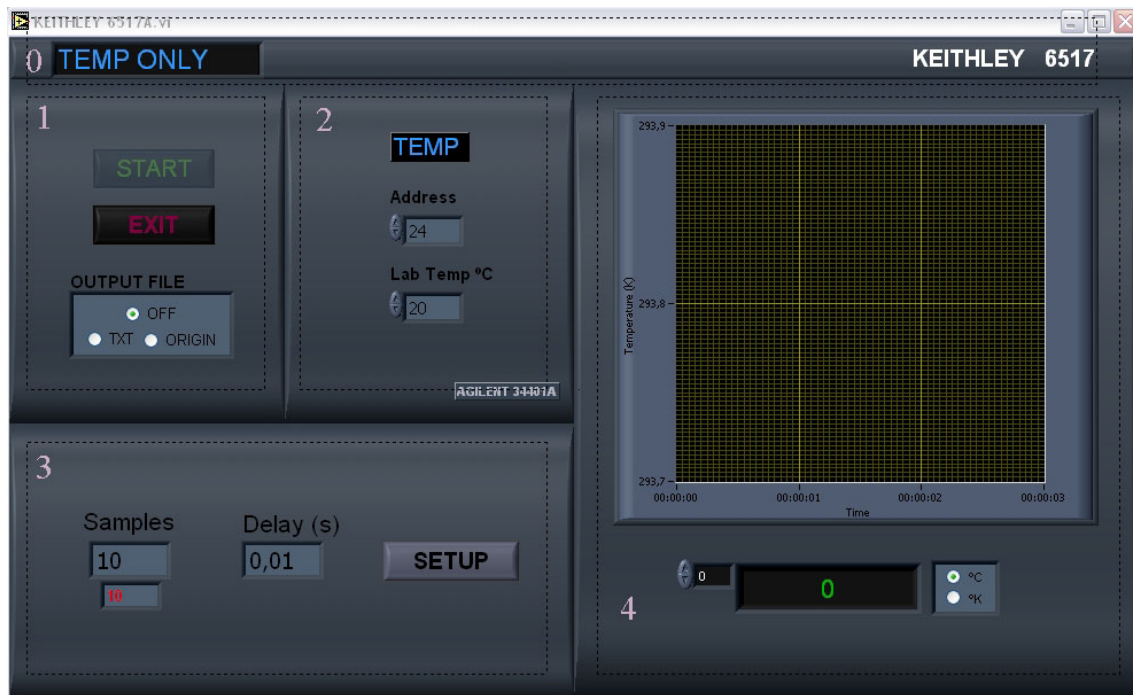 KEITHLEY 6517A.vi
0 TEMP ONLY
KEITHLEY 6517
1
START
EXIT
OUTPUT FILE
OFF
TXT ORIGIN
2
TEMP
Address
24
Lab Temp ºC
20
AGILENT 34401A
3
Samples Delay (s)
10 0,01 SETUP
10
293,9
Temperature (K)
293,8
293,7
00:00:00 00:00:01 00:00:02 00:00:03
Time
0 0 ºC
ºK
4